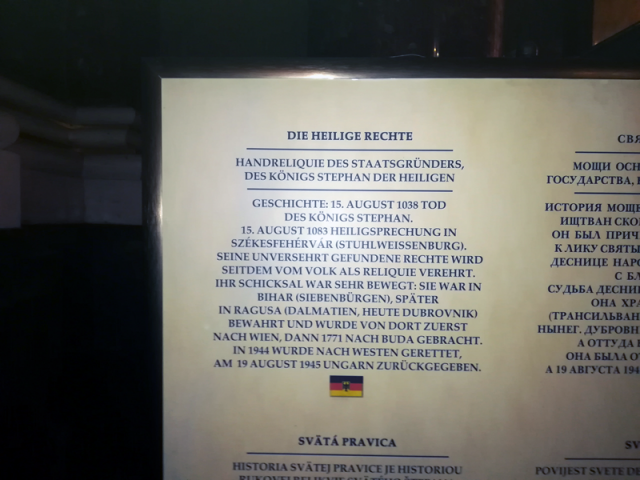 DIE HEILIGE RECHTE
HANDRELIQUIE DES STAATSGRÜNDERS,
DES KÖNIGS STEPHAN DER HEILIGEN
GESCHICHTE: 15. AUGUST 1038 TOD
DES KÖNIGS STEPHAN.
15. AUGUST 1083 HEILIGSPRECHUNG IN
SZÉKESFEHÉRVÁR (STUHLWEISSENBURG).
SEINE UNVERSEHRT GEFUNDENE RECHTE WIRD
SEITDEM VOM VOLK ALS RELIQUIE VEREHRT.
IHR SCHICKSAL WAR SEHR BEWEGT: SIE WAR IN
BIHAR (SIEBENBÜRGEN), SPÄTER
IN RAGUSA (DALMATIEN, HEUTE DUBROVNIK)
BEWAHRT UND WURDE VON DORT ZUERST
NACH WIEN, DANN 1771 NACH BUDA GEBRACHT.
IN 1944 WURDE NACH WESTEN GERETTET,
AM 19 AUGUST 1945 UNGARN ZURÜCKGEGEBEN.
SVÄTÁ PRAVICA
HISTORIA SVÄTEJ PRAVICE JE HISTORIOU
МОЩИ ОСН
ГОСУДАРСТВА,
ИСТОРИЯ МОЩЕ
ИШТВАН СКО
ОН БЫЛ ПРИЧ
К ЛИКУ СВЯТЫ
ДЕСНИЦЕ НАРО
С БЛ
СУДЬБА ДЕСНИ
ОНА ХРА
(ТРАНСИЛЬВАН
НЫНЕГ. ДУБРОВН
А ОТТУДА
ОНА БЫЛА ОТ
А 19 АВГУСТА 194
SV
POVIJEST SVETE DE